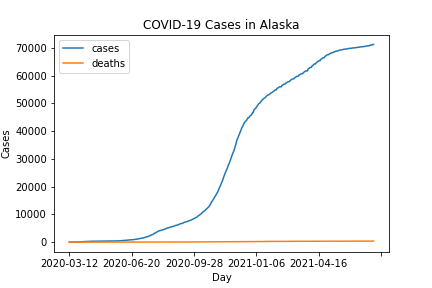 COVID-19 Cases in Alaska
cases
deaths
70000
60000
50000
40000
30000
20000
10000
0
Cases
2020-03-12 2020-06-20 2020-09-28 2021-01-06 2021-04-16
Day